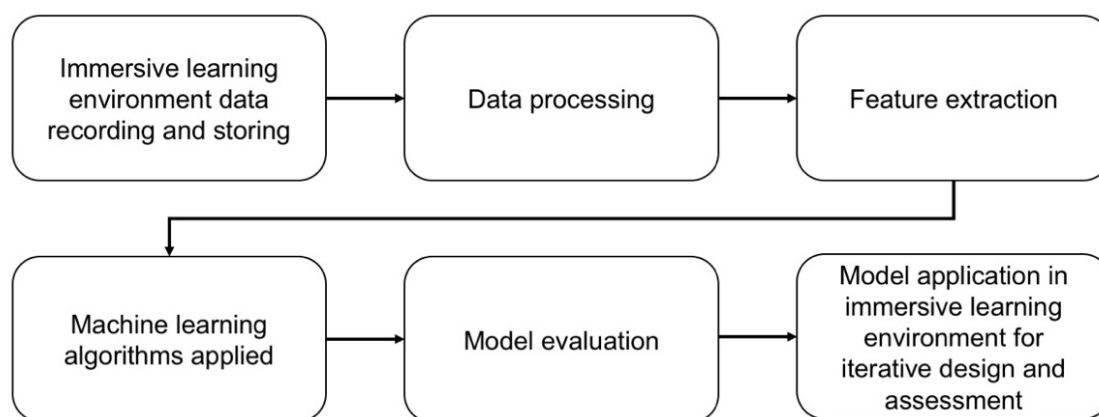 Immersive learning
environment data
recording and storing
Data processing
Feature extraction
Machine learning
algorithms applied
Model evaluation
Model application in
immersive learning
environment for
iterative design and
assessment